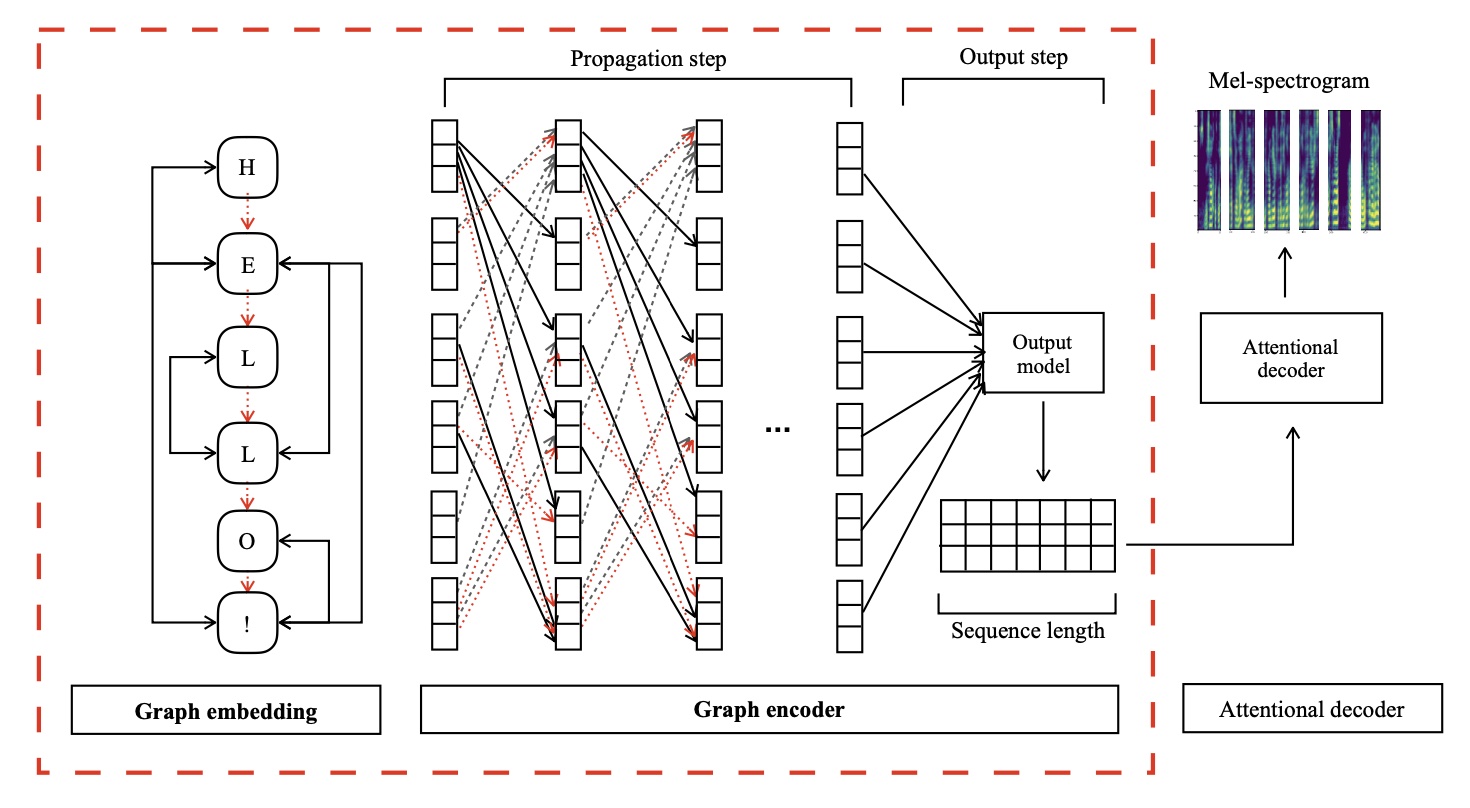 Propagation step
Output step
Mel-spectrogram
H
E
L
L
O
!
...
Output
model
Attentional
decoder
Sequence length
Graph embedding
Graph encoder
Attentional decoder